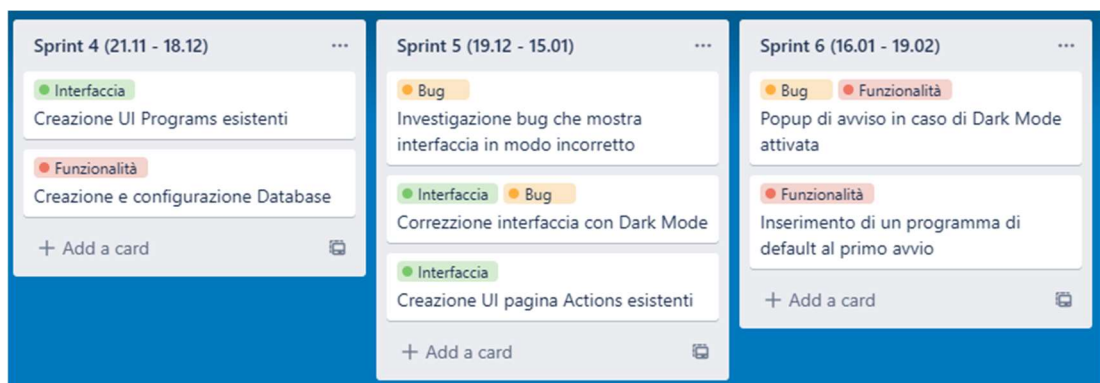 Sprint 4 (21.11 - 18.12)
Interfaccia
Creazione UI Programs esistenti
Funzionalità
Creazione e configurazione Database
+ Add a card
Sprint 5 (19.12 - 15.01)
Bug
Investigazione bug che mostra
interfaccia in modo incorretto
Interfaccia Bug
Correzzione interfaccia con Dark Mode
Interfaccia
Creazione UI pagina Actions esistenti
+ Add a card
Sprint 6 (16.01 - 19.02)
Bug Funzionalità
Popup di avviso in caso di Dark Mode
attivata
Funzionalità
Inserimento di un programma di
default al primo avvio
+ Add a card